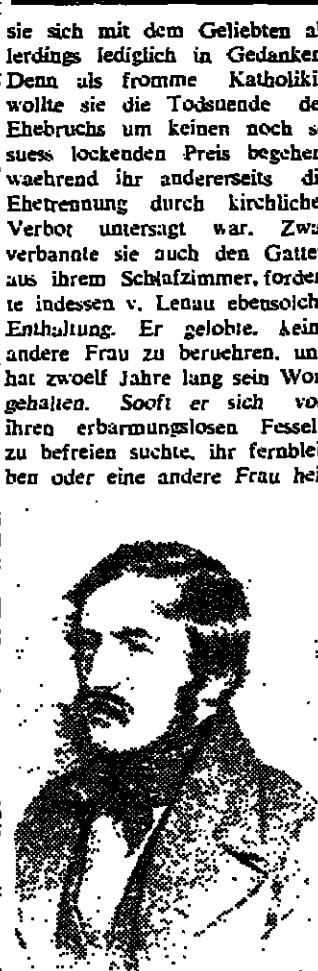 sie sich mit dem Geliebten al
lerdings lediglich in Gedanken
Denn als fromme Katholiki
wollte sie die Todsuende de
Ehebruchs um keinen noch s
suess lockenden Preis begehen
waehrend ihr andererseits di
Ehetrennung durch kirchliche
Verbot untersagt war. Zwa
verbannte sie auch den Gatte
aus ihrem Schlafzimmer, forder
te indessen v. Lenau ebensolch
Enthaltung. Er gelobte, kein
andere Frau zu beruehren, un
hat zwoelf Jahre lang sein Wor
gehalten. Sooft er sich vo
ihren erbarmungslosen Fessel
zu befreien suchte, ihr fernblei
ben oder eine andere Frau hei